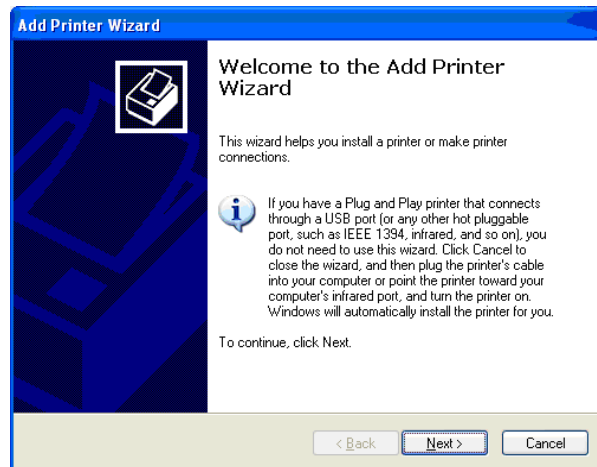 Add Printer Wizard
Welcome to the Add Printer
Wizard
This wizard helps you install a printer or make printer
connections.
If you have a Plug and Play printer that connects
through a USB port (or any other hot pluggable
port, such as IEEE 1394, infrared, and so on), you
do not need to use this wizard. Click Cancel to
close the wizard, and then plug the printer's cable
into your computer or point the printer toward your
computer's infrared port, and turn the printer on.
Windows will automatically install the printer for you.
To continue, click Next.
< Back Next > Cancel